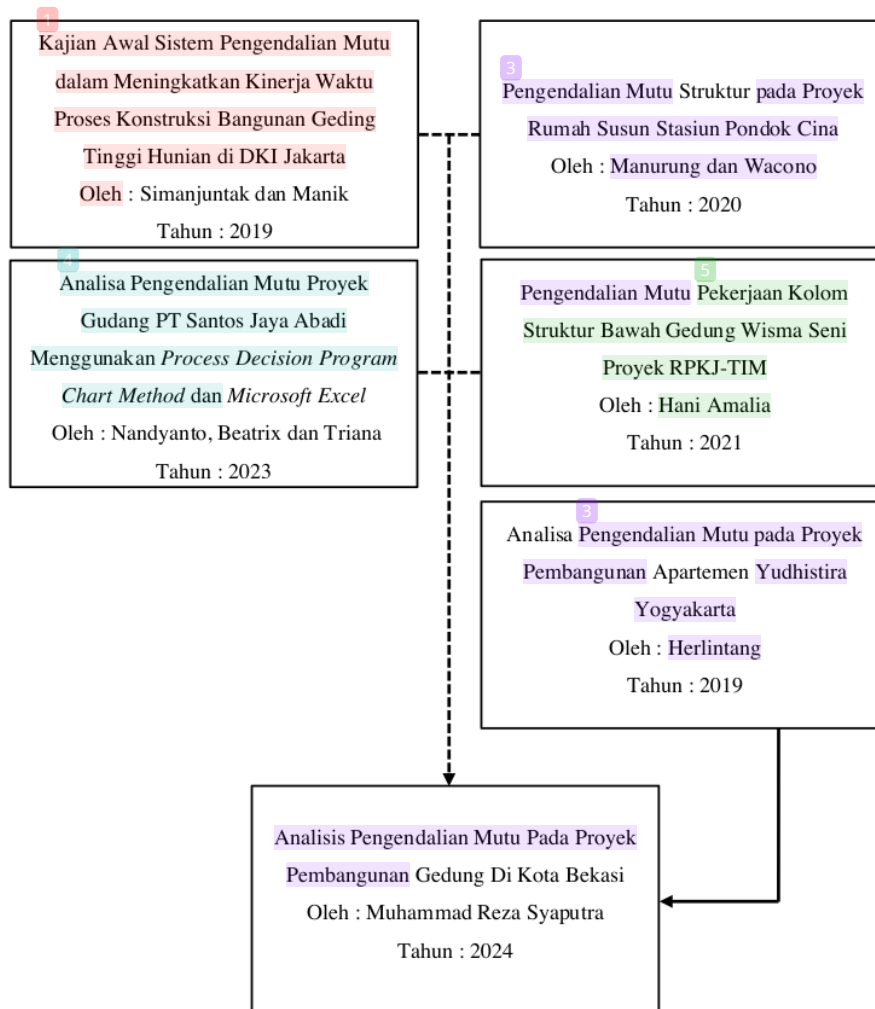 1
Kajian Awal Sistem Pengendalian Mutu
dalam Meningkatkan Kinerja Waktu
Proses Konstruksi Bangunan Geding
Tinggi Hunian di DKI Jakarta
Oleh : Simanjuntak dan Manik
Tahun : 2019
3
Pengendalian Mutu Struktur pada Proyek
Rumah Susun Stasiun Pondok Cina
Oleh : Manurung dan Wacono
Tahun : 2020
4
Analisa Pengendalian Mutu Proyek
Gudang PT Santos Jaya Abadi
Menggunakan Process Decision Program
Chart Method dan Microsoft Excel
Oleh : Nandyanto, Beatrix dan Triana
Tahun : 2023
5
Pengendalian Mutu Pekerjaan Kolom
Struktur Bawah Gedung Wisma Seni
Proyek RPKJ-TIM
Oleh : Hani Amalia
Tahun : 2021
3
Analisa Pengendalian Mutu pada Proyek
Pembangunan Apartemen Yudhistira
Yogyakarta
Oleh : Herlintang
Tahun : 2019
Analisis Pengendalian Mutu Pada Proyek
Pembangunan Gedung Di Kota Bekasi
Oleh : Muhammad Reza Syaputra
Tahun : 2024